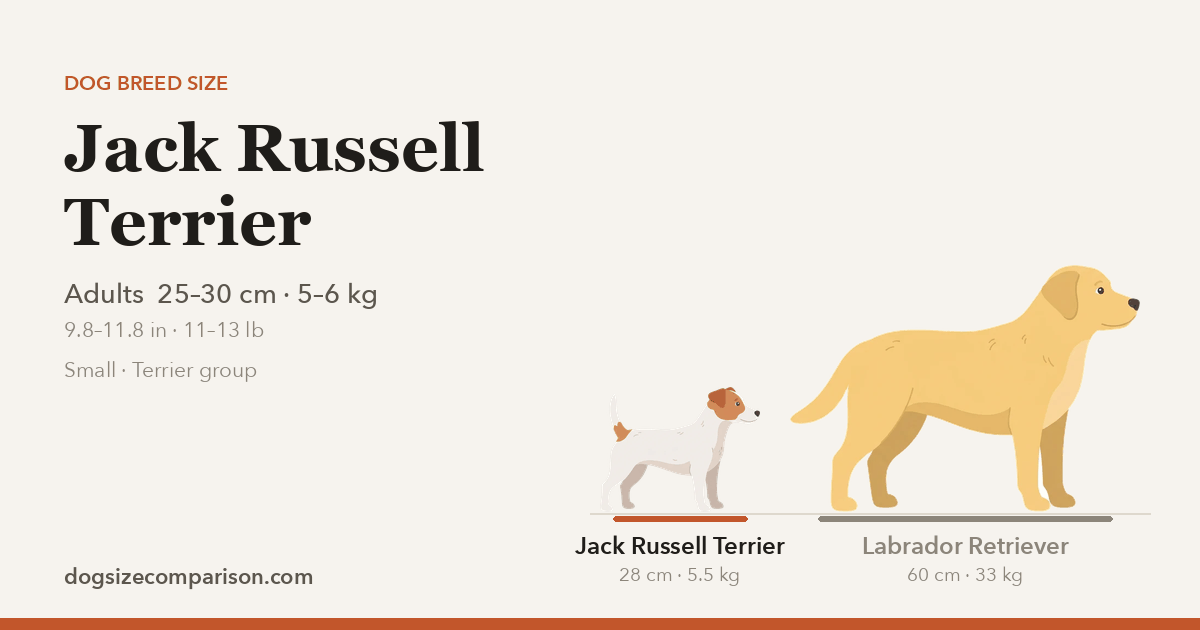 DOG BREED SIZE
Jack Russell
Terrier
Adults 25–30 cm · 5–6 kg
9.8–11.8 in · 11–13 lb
Small · Terrier group
Jack Russell Terrier
28 cm · 5.5 kg
Labrador Retriever
60 cm · 33 kg
dogsizecomparison.com